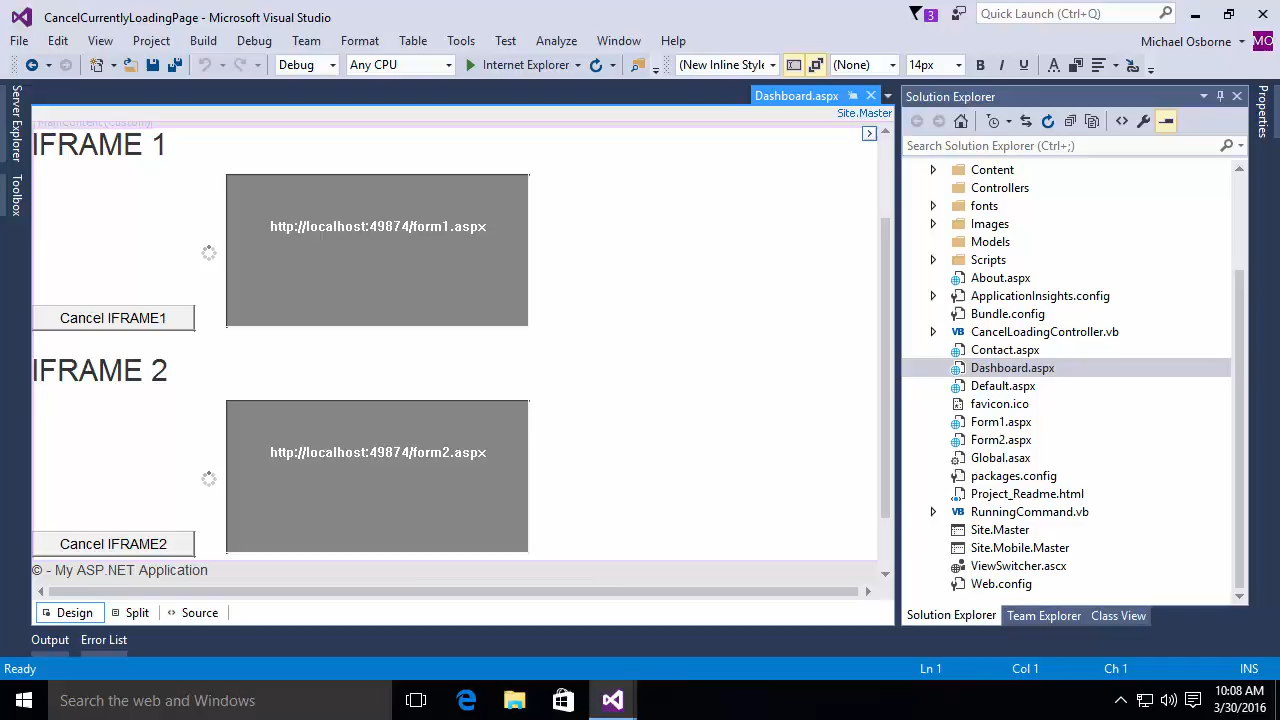 CancelCurrentlyLoadingPage - Microsoft Visual Studio
3
Quick Launch (Ctrl+Q)
File Edit View Project Build Debug Team Format Table Tools Test Analyze Window Help
Michael Osborne
MO
Debug
Any CPU
Internet Explorer
(New Inline Style
(None)
14px
B I U A
Server Explorer
Toolbox
Dashboard.aspx
Site.Master
MainContent (Custom)
IFRAME 1
http://localhost:49874/form1.aspx
Cancel IFRAME1
IFRAME 2
http://localhost:49874/form2.aspx
Cancel IFRAME2
© - My ASP.NET Application
Design
Split
Source
Solution Explorer
Search Solution Explorer (Ctrl+;)
Content
Controllers
fonts
Images
Models
Scripts
About.aspx
ApplicationInsights.config
Bundle.config
VB CancelLoadingController.vb
Contact.aspx
Dashboard.aspx
Default.aspx
favicon.ico
Form1.aspx
Form2.aspx
Global.asax
packages.config
Project_Readme.html
VB RunningCommand.vb
Site.Master
Site.Mobile.Master
ViewSwitcher.ascx
Web.config
Solution Explorer Team Explorer Class View
Properties
Output Error List
Ready
Ln 1
Col 1
Ch 1
INS
Search the web and Windows
10:08 AM
3/30/2016